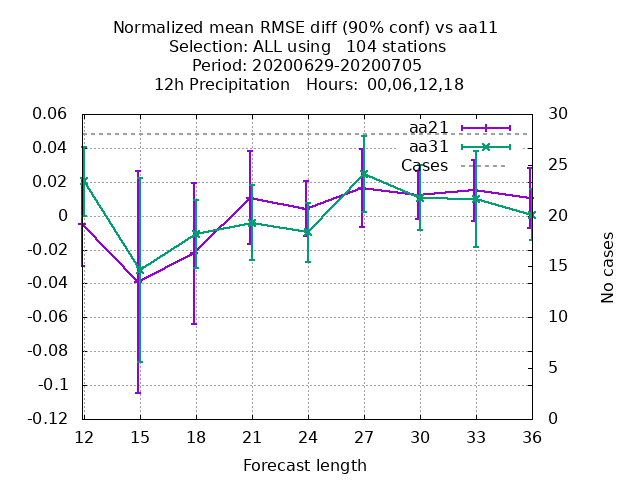 Normalized mean RMSE diff (90% conf) vs aa11
Selection: ALL using   104 stations
Period: 20200629-20200705
12h Precipitation   Hours:  00,06,12,18
aa21
aa31
Cases
0.06
0.04
0.02
0
-0.02
-0.04
-0.06
-0.08
-0.1
-0.12
30
25
20
15
10
5
0
No cases
12 15 18 21 24 27 30 33 36
Forecast length